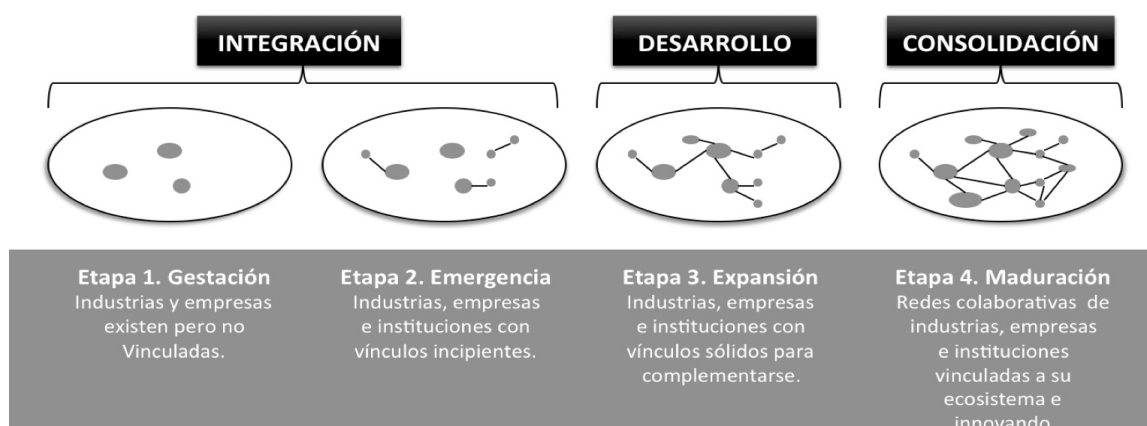 INTEGRACIÓN
DESARROLLO
CONSOLIDACIÓN
Etapa 1. Gestación
Industrias y empresas
existen pero no
Vinculadas.
Etapa 2. Emergencia
Industrias, empresas
e instituciones con
vínculos incipientes.
Etapa 3. Expansión
Industrias, empresas
e instituciones con
vínculos sólidos para
complementarse.
Etapa 4. Maduración
Redes colaborativas de
industrias, empresas
e instituciones
vinculadas a su
ecosistema e
innovando